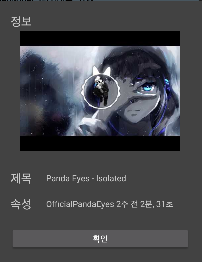 정보
제목 Panda Eyes - Isolated
속성 OfficialPandaEyes 2주 전 2분, 31초
확인